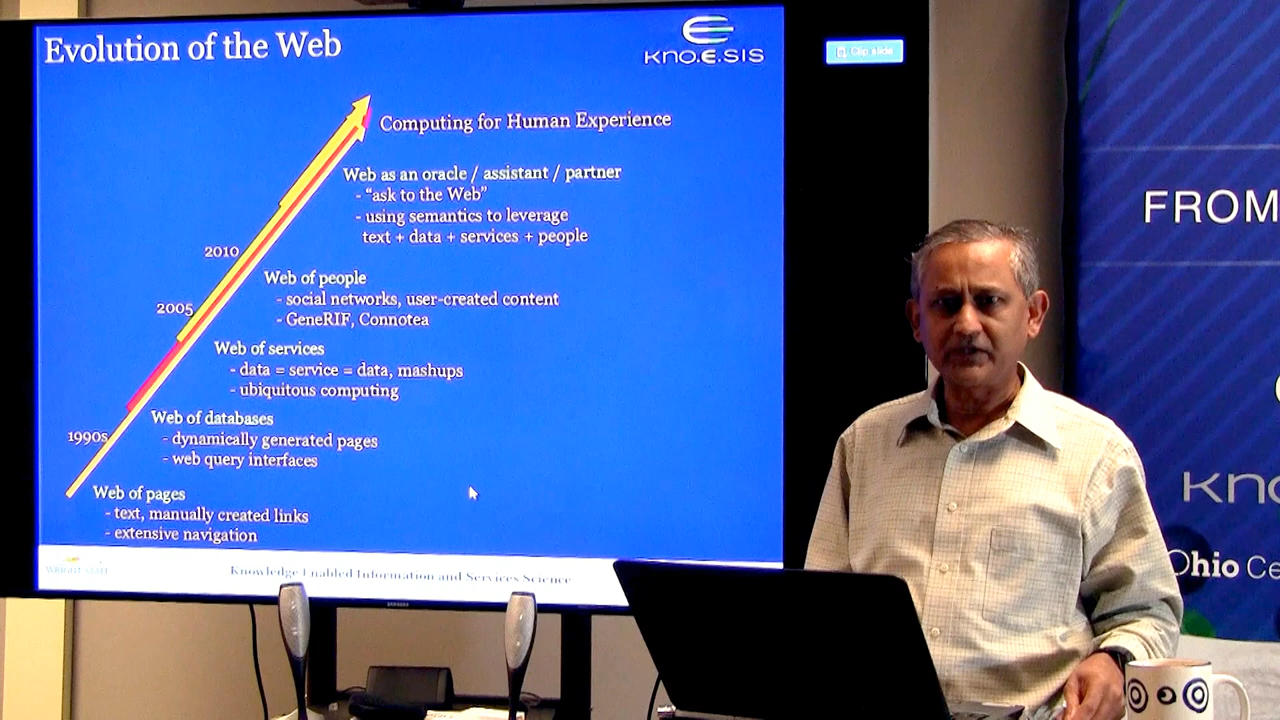 Evolution of the Web
KNO.E.SIS
Clip slide
Computing for Human Experience
Web as an oracle / assistant / partner
- “ask to the Web”
- using semantics to leverage
text + data + services + people
2010
Web of people
- social networks, user-created content
- GeneRIF, Connotea
2005
Web of services
- data = service = data, mashups
- ubiquitous computing
Web of databases
- dynamically generated pages
- web query interfaces
1990s
Web of pages
- text, manually created links
- extensive navigation
WRIGHT STATE
Knowledge Enabled Information and Services Science
SAMSUNG
FROM
Ohio Ce